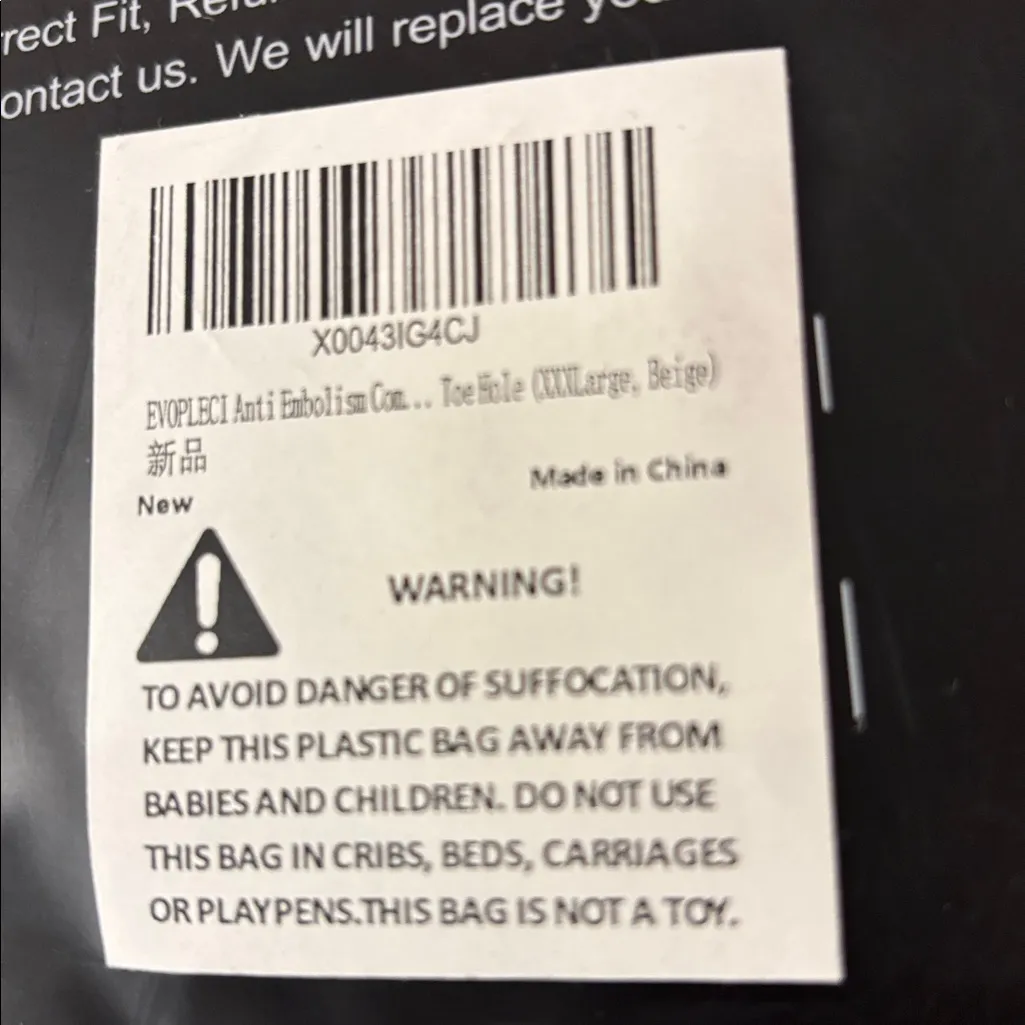 rect Fit,
ontact us. We will replace
X0043IG4CJ
EVOPLECI Anti Embolism Com... Toe Hole (XXXLarge, Beige)
新品
New
Made in China
WARNING!
TO AVOID DANGER OF SUFFOCATION,
KEEP THIS PLASTIC BAG AWAY FROM
BABIES AND CHILDREN. DO NOT USE
THIS BAG IN CRIBS, BEDS, CARRIAGES
OR PLAYPENS.THIS BAG IS NOT A TOY.